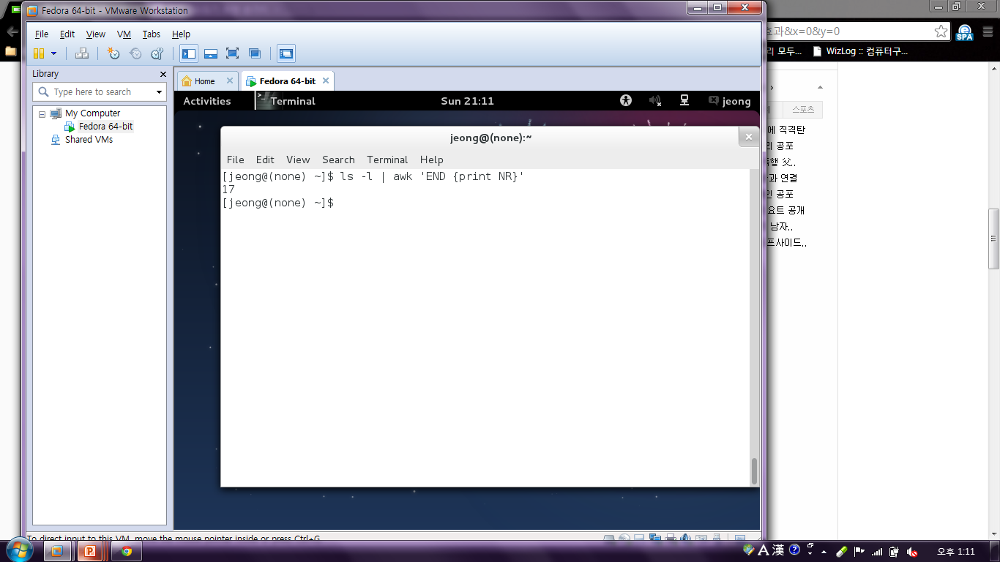 Fedora 64-bit - VMware Workstation
File Edit View VM Tabs Help
과&x=0&y=0
Library
Type here to search
My Computer
Fedora 64-bit
Shared VMs
Home
Fedora 64-bit
Activities
Terminal
Sun 21:11
jeong
jeong@(none):~
File Edit View Search Terminal Help
[jeong@(none) ~]$ ls -l | awk 'END {print NR}'
17
[jeong@(none) ~]$
리 모두...
WizLog :: 컴퓨터구...
스포츠
에 직격탄
공포
父..
과 연결
인 공포
요트 공개
남자..
프사이드..
To direct input to this VM, move the mouse pointer inside or press Ctrl+G.
A 漢
오후 1:11